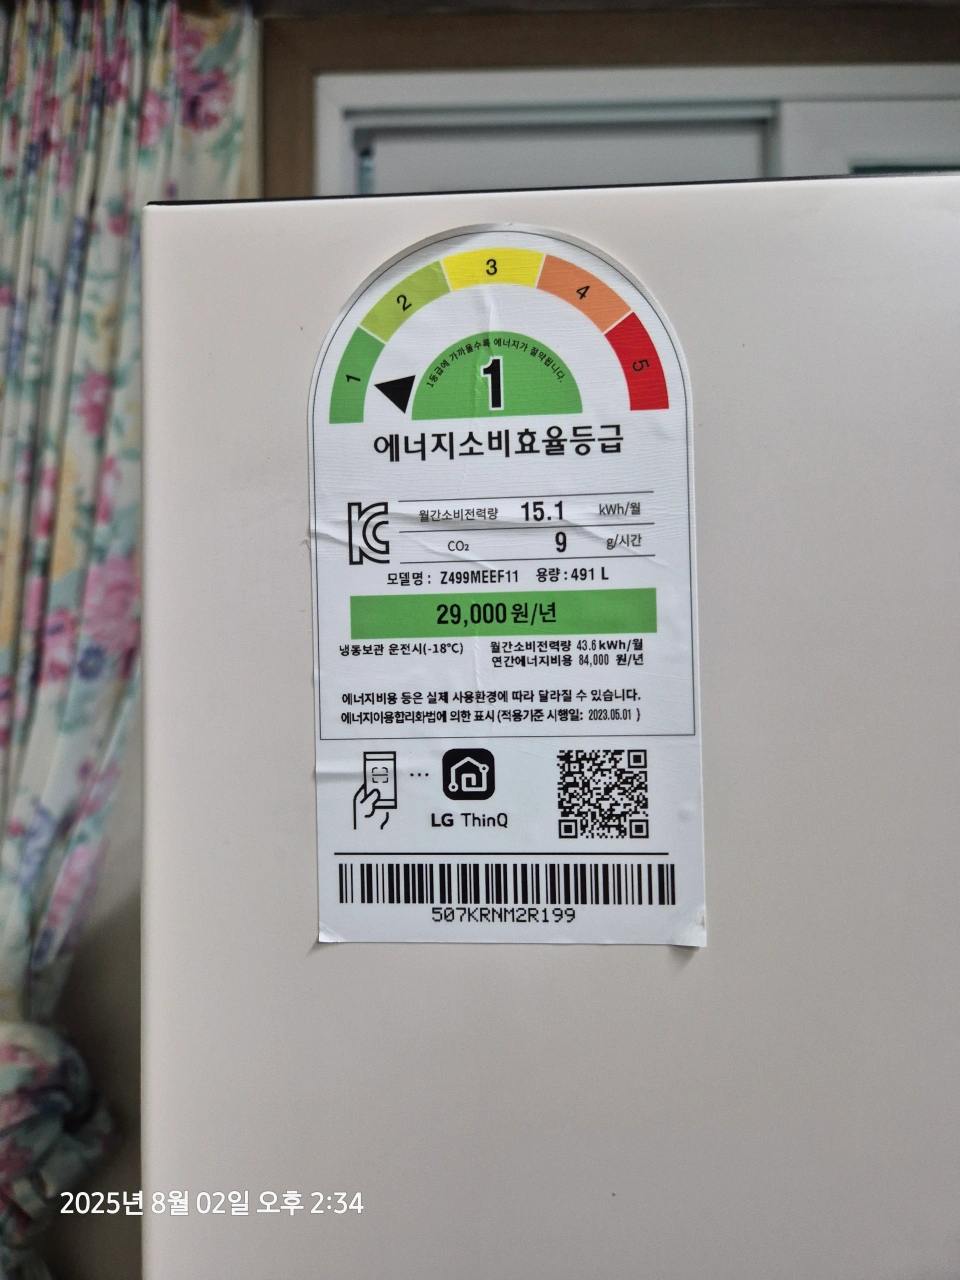 1 2 3 4 5
1등급에 가까울수록 에너지가 절약됩니다.
1
에너지소비효율등급
월간소비전력량 15.1 kWh/월
CO₂ 9 g/시간
모델명 : Z499MEEF11 용량 : 491 L
29,000원/년
냉동보관 운전시(-18℃) 월간소비전력량 43.6 kWh/월
연간에너지비용 84,000 원/년
에너지비용 등은 실제 사용환경에 따라 달라질 수 있습니다.
에너지이용합리화법에 의한 표시 (적용기준 시행일: 2023.05.01 )
LG ThinQ
507KRNM2R199
2025년 8월 02일 오후 2:34